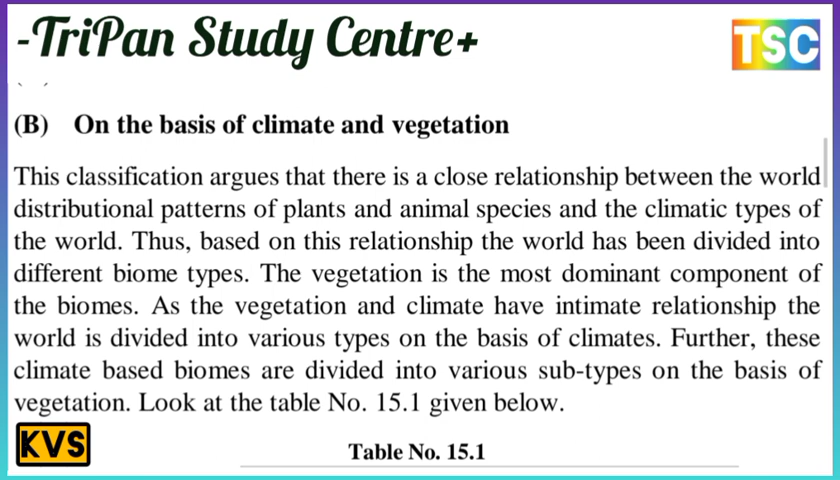 -TriPan Study Centre+
TSC
(B) On the basis of climate and vegetation
This classification argues that there is a close relationship between the world
distributional patterns of plants and animal species and the climatic types of
the world. Thus, based on this relationship the world has been divided into
different biome types. The vegetation is the most dominant component of
the biomes. As the vegetation and climate have intimate relationship the
world is divided into various types on the basis of climates. Further, these
climate based biomes are divided into various sub-types on the basis of
vegetation. Look at the table No. 15.1 given below.
KVS
Table No. 15.1